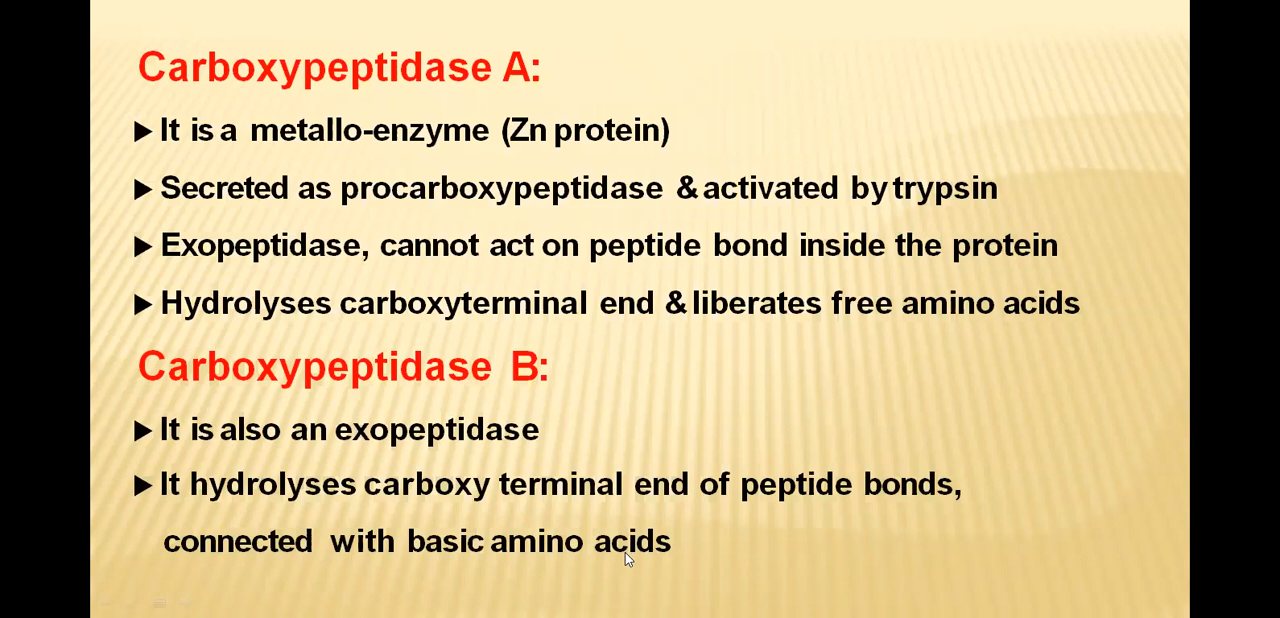 Carboxypeptidase A:
▶ It is a metallo-enzyme (Zn protein)
▶ Secreted as procarboxypeptidase & activated by trypsin
▶ Exopeptidase, cannot act on peptide bond inside the protein
▶ Hydrolyses carboxyterminal end & liberates free amino acids
Carboxypeptidase B:
▶ It is also an exopeptidase
▶ It hydrolyses carboxy terminal end of peptide bonds,
connected with basic amino acids